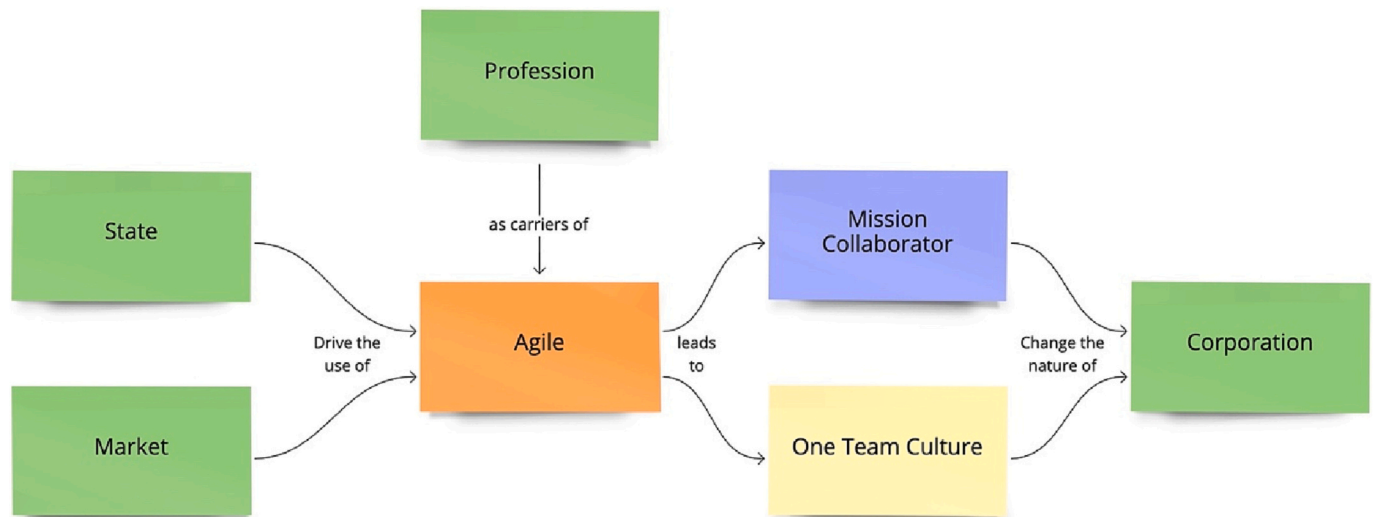 Profession
State
as carriers of
Mission
Collaborator
Drive the
use of
Agile
leads
to
Change the
nature of
Corporation
Market
One Team Culture